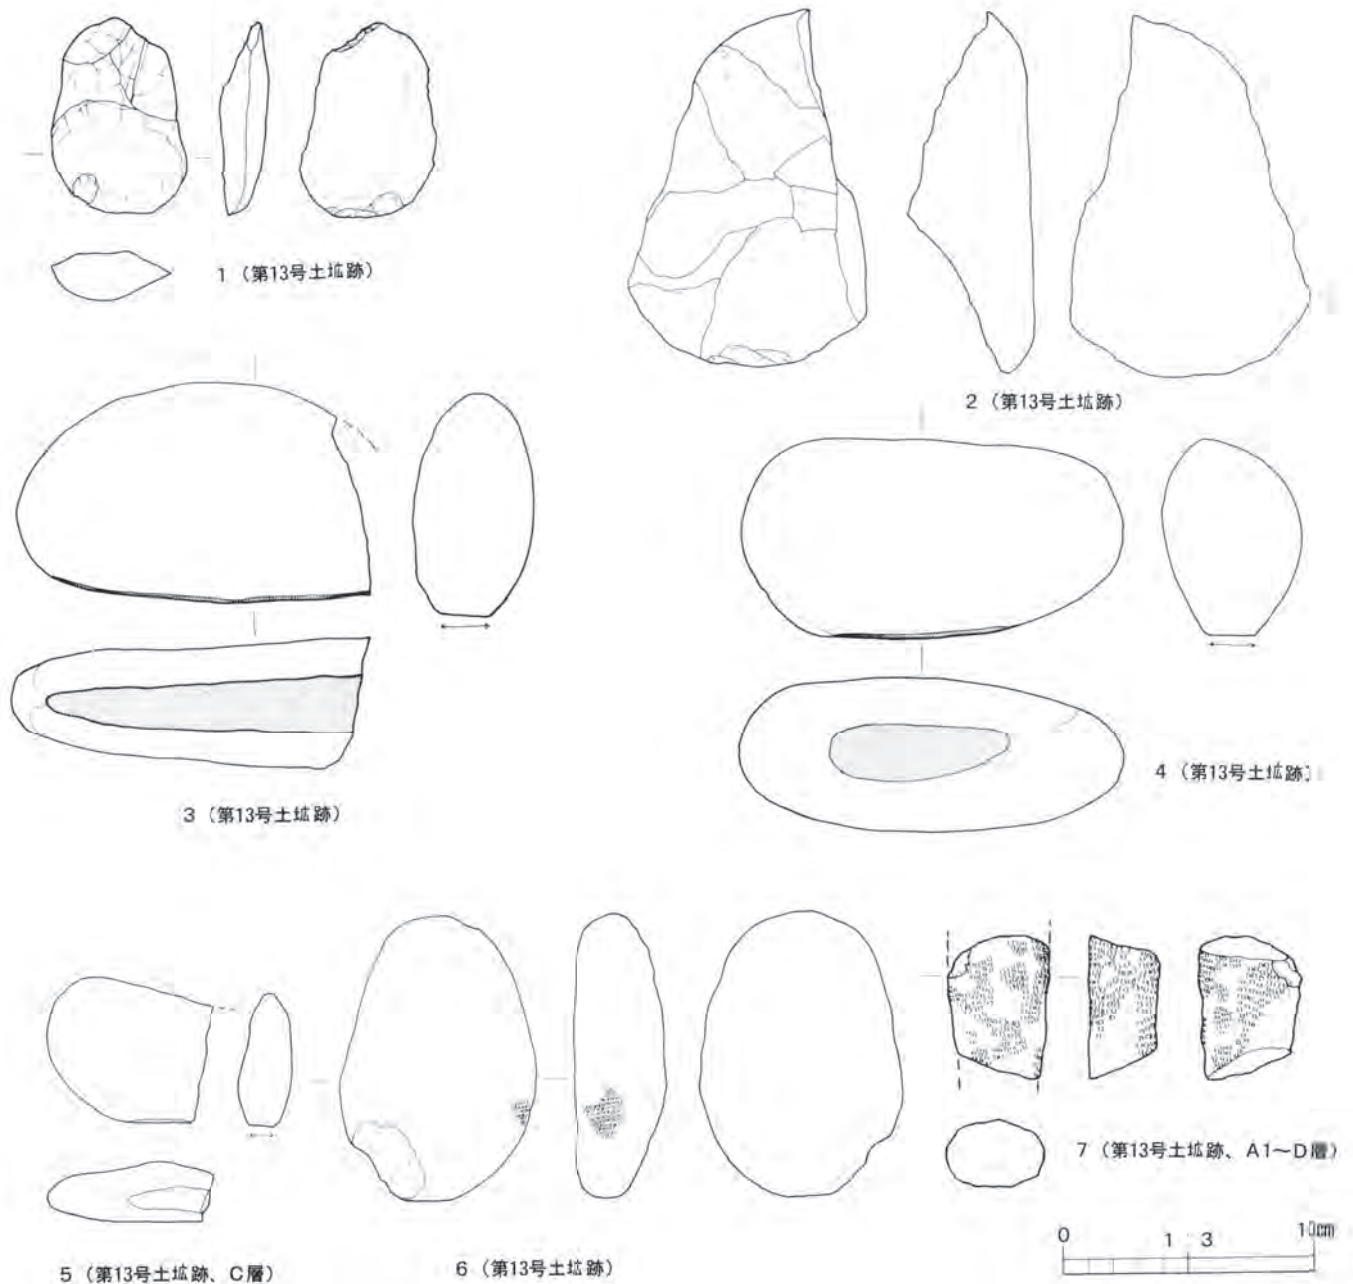 1（第13号土坑跡）
2（第13号土坑跡）
3（第13号土坑跡）
4（第13号土坑跡）
5（第13号土坑跡、C層）
6（第13号土坑跡）
7（第13号土坑跡、A1～D層）
0 1:3 10cm